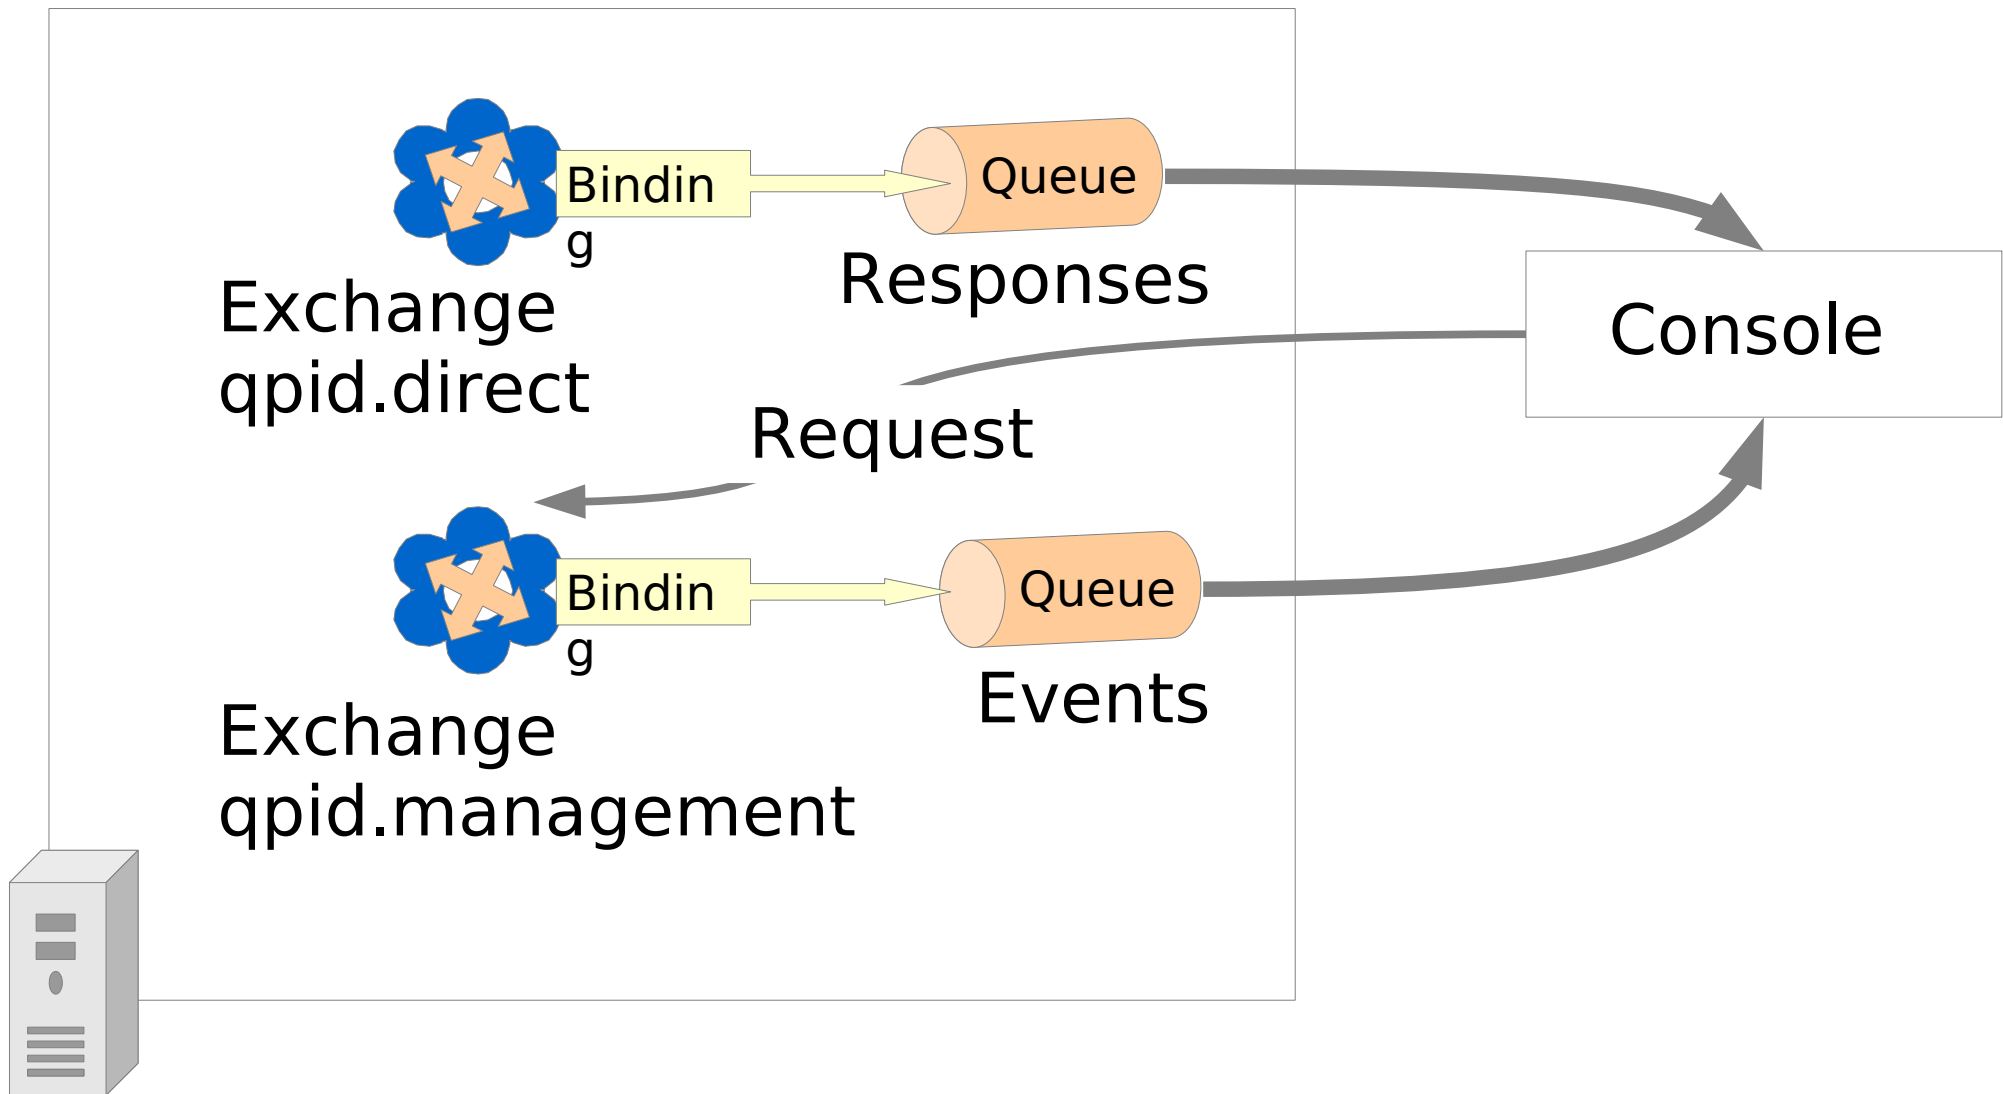 Bindin
g
Queue
Exchange
qpid.direct
Responses
Console
Request
Bindin
g
Queue
Events
Exchange
qpid.management